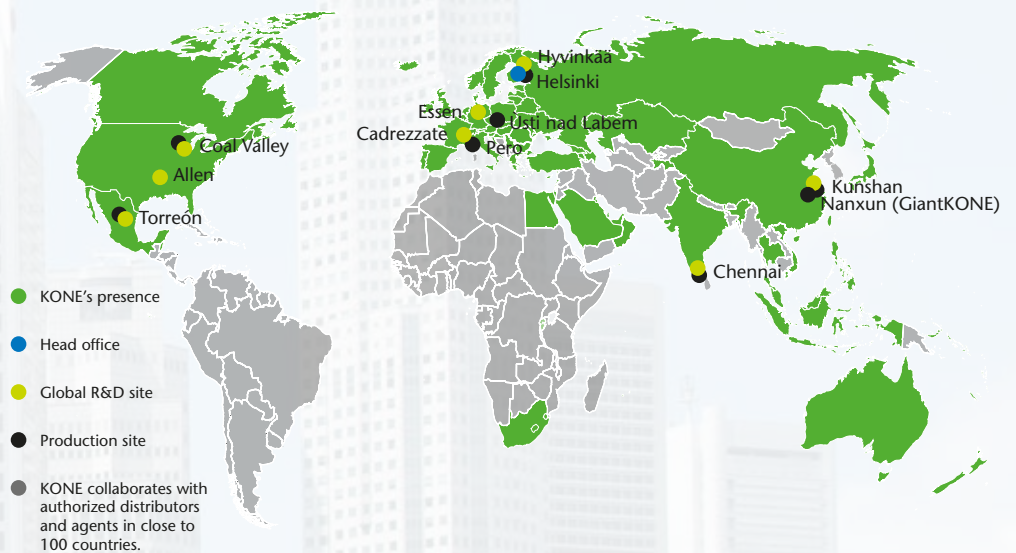 Hyvinkää
Helsinki
Essen
Usti nad Labem
Cadrezzate
Pero
Coal Valley
Allen
Torreón
Kunshan
Nanxun (GiantKONE)
Chennai
KONE's presence
Head office
Global R&D site
Production site
KONE collaborates with
authorized distributors
and agents in close to
100 countries.